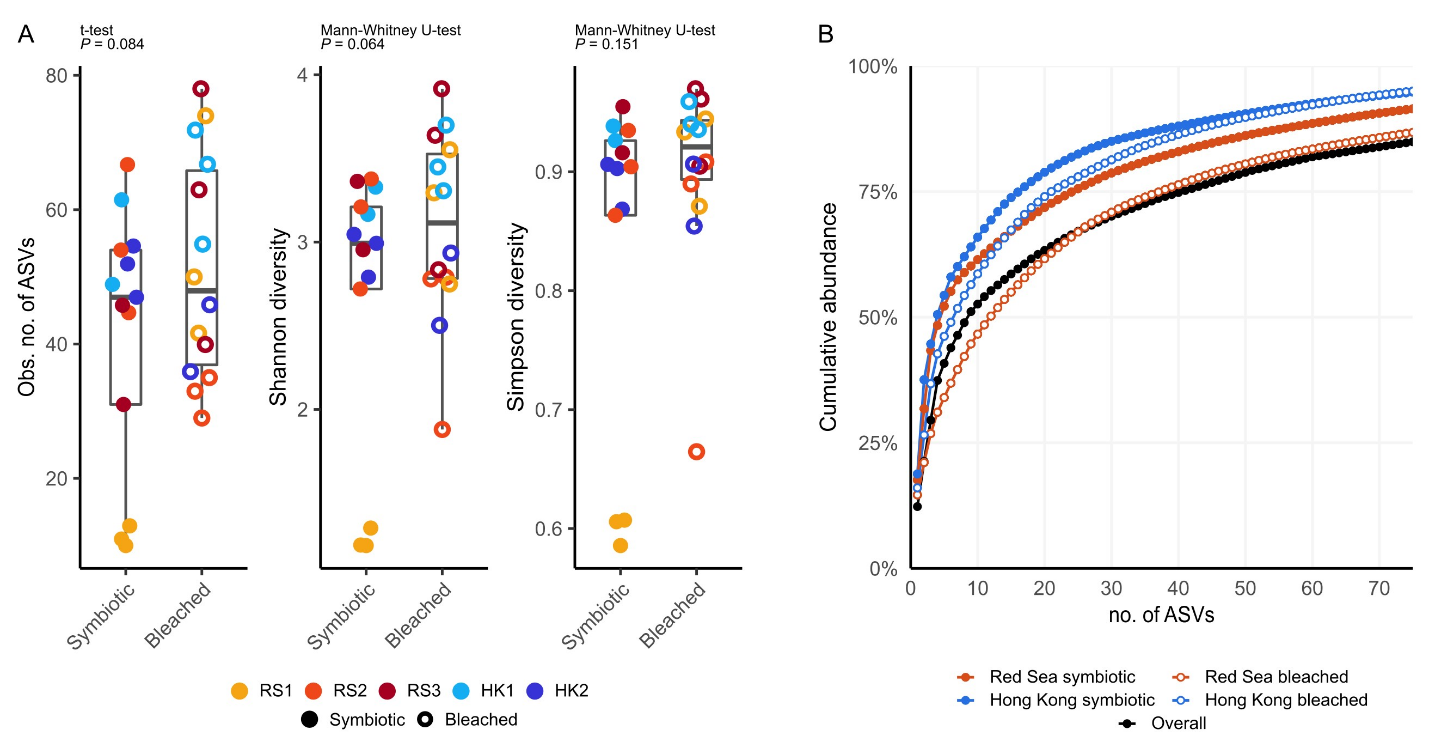 A
t-test
P = 0.084
Mann-Whitney U-test
P = 0.064
Mann-Whitney U-test
P = 0.151
Obs. no. of ASVs
80
60
40
20
Symbiotic
Bleached
Shannon diversity
4
3
2
Symbiotic
Bleached
Simpson diversity
0.9
0.8
0.7
0.6
Symbiotic
Bleached
RS1 RS2 RS3 HK1 HK2
Symbiotic Bleached
B
Cumulative abundance
100%
75%
50%
25%
0%
0 10 20 30 40 50 60 70
no. of ASVs
Red Sea symbiotic Red Sea bleached
Hong Kong symbiotic Hong Kong bleached
Overall